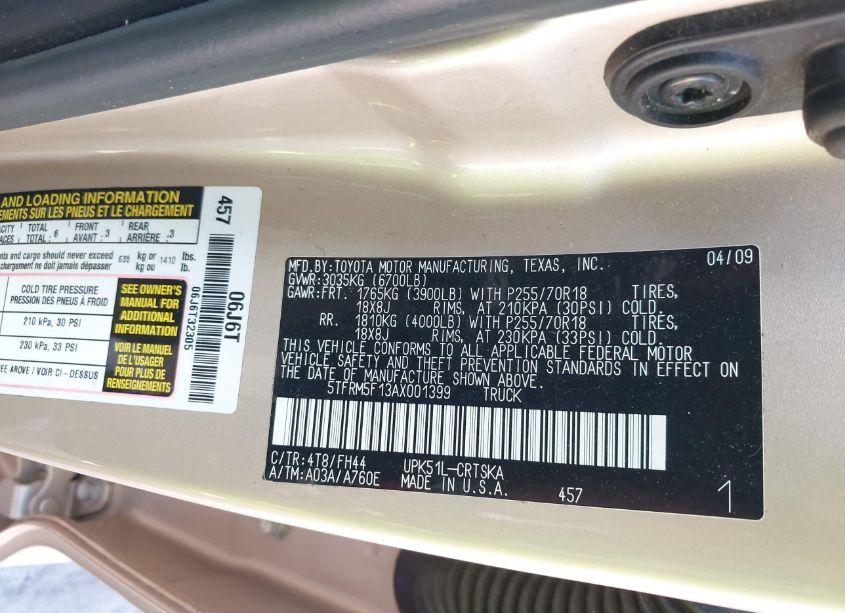 AND LOADING INFORMATION
EMENTS SUR LES PNEUS ET LE CHARGEMENT
ACITY TOTAL : 6 FRONT : 3 REAR : 3
PLACES TOTAL AVANT ARRIÈRE
nts and cargo should never exceed 635 kg or 1410 lbs.
chargement ne doit jamais dépasser kg ou lb.
COLD TIRE PRESSURE
PRESSION DES PNEUS À FROID
210 kPa, 30 PSI
230 kPa, 33 PSI
SEE ABOVE / VOIR CI-DESSUS
SEE OWNER'S
MANUAL FOR
ADDITIONAL
INFORMATION
VOIR LE MANUEL
DE L'USAGER
POUR PLUS DE
RENSEIGNEMENTS
457
06J6T32305
06J6T
MFD.BY:TOYOTA MOTOR MANUFACTURING, TEXAS, INC. 04/09
GVWR:3035KG (6700LB)
GAWR:FRT. 1765KG (3900LB) WITH P255/70R18 TIRES,
18X8J RIMS, AT 210KPA (30PSI) COLD.
RR. 1810KG (4000LB) WITH P255/70R18 TIRES,
18X8J RIMS, AT 230KPA (33PSI) COLD.
THIS VEHICLE CONFORMS TO ALL APPLICABLE FEDERAL MOTOR
VEHICLE SAFETY AND THEFT PREVENTION STANDARDS IN EFFECT ON
THE DATE OF MANUFACTURE SHOWN ABOVE.
5TFRM5F13AX001399 TRUCK
C/TR:4T8/FH44 UPK51L-CRTSKA
A/TM:A03A/A760E MADE IN U.S.A. 457 1